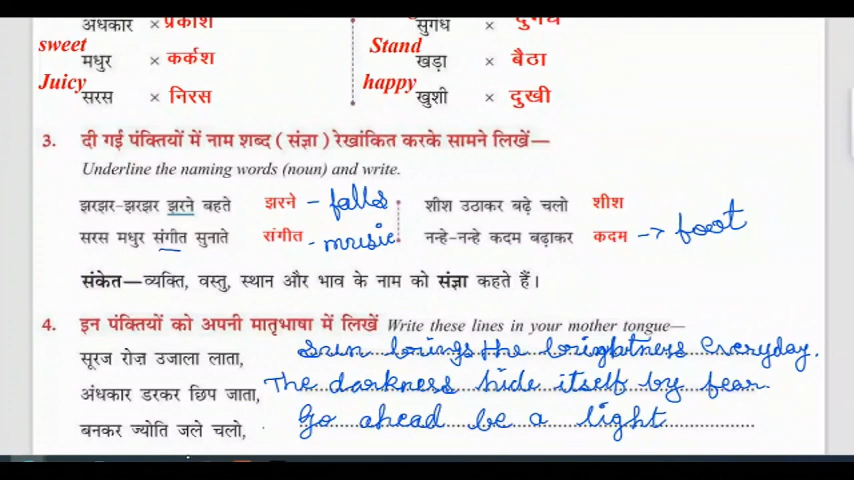 अंधकार × प्रकाश सुगंध × दुर्गंध
sweet Stand
मधुर × कर्कश खड़ा × बैठा
Juicy happy
सरस × निरस खुशी × दुखी
3. दी गई पंक्तियों में नाम शब्द ( संज्ञा ) रेखांकित करके सामने लिखें—
Underline the naming words (noun) and write.
झरझर-झरझर झरने बहते झरने - falls शीश उठाकर बढ़े चलो शीश
सरस मधुर संगीत सुनाते संगीत - music नन्हे-नन्हे कदम बढ़ाकर कदम → foot
संकेत—व्यक्ति, वस्तु, स्थान और भाव के नाम को संज्ञा कहते हैं।
4. इन पंक्तियों को अपनी मातृभाषा में लिखें Write these lines in your mother tongue—
सूरज रोज़ उजाला लाता, Sun brings the brightness everyday.
अंधकार डरकर छिप जाता, The darkness hide itself by fear.
बनकर ज्योति जले चलो, Go ahead be a light